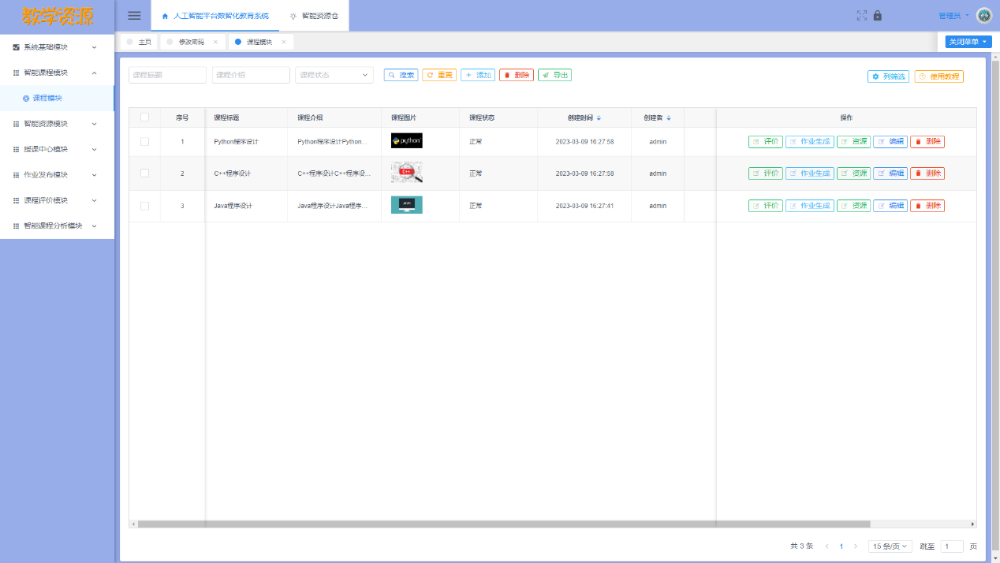 教学资源
人工智能平台数智化教育系统
智能资源仓
管理员
主页
修改密码
课程模块
关闭菜单
系统基础模块
智能课程模块
课程模块
智能资源模块
授课中心模块
作业发布模块
课程评价模块
智能课程分析模块
课程标题
课程介绍
课程状态
搜索
重置
添加
删除
导出
列筛选
使用教程
序号 课程标题 课程介绍 课程图片 课程状态 创建时间 创建者 操作
1 Python程序设计 Python程序设计Python... python 正常 2023-03-09 16:27:58 admin 评价 作业生成 资源 编辑 删除
2 C++程序设计 C++程序设计C++程序设... C++ 正常 2023-03-09 16:27:58 admin 评价 作业生成 资源 编辑 删除
3 Java程序设计 Java程序设计Java程序... JAVA 正常 2023-03-09 16:27:41 admin 评价 作业生成 资源 编辑 删除
共 3 条 1 15 条/页 跳至 1 页